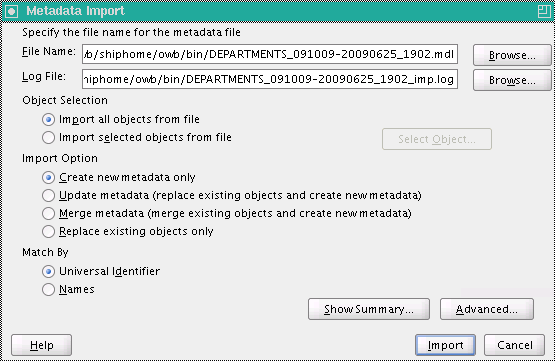 Metadata Import
Specify the file name for the metadata file
File Name: /b/shiphome/owb/bin/DEPARTMENTS_091009-20090625_1902.mdl Browse...
Log File: hiphome/owb/bin/DEPARTMENTS_091009-20090625_1902_imp.log Browse...
Object Selection
Import all objects from file
Import selected objects from file Select Object...
Import Option
Create new metadata only
Update metadata (replace existing objects and create new metadata)
Merge metadata (merge existing objects and create new metadata)
Replace existing objects only
Match By
Universal Identifier
Names
Show Summary... Advanced...
Help Import Cancel